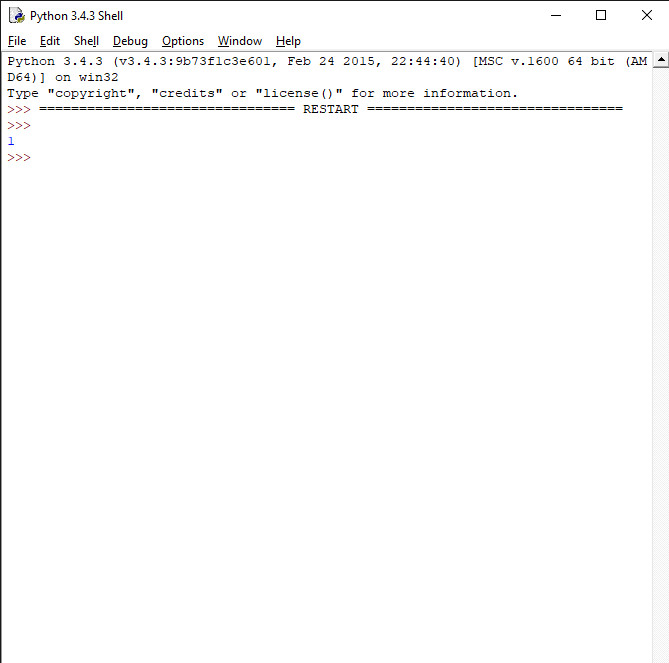 Python 3.4.3 Shell
File Edit Shell Debug Options Window Help
Python 3.4.3 (v3.4.3:9b73f1c3e601, Feb 24 2015, 22:44:40) [MSC v.1600 64 bit (AM
D64)] on win32
Type "copyright", "credits" or "license()" for more information.
>>> ================================ RESTART ================================
>>>
1
>>>